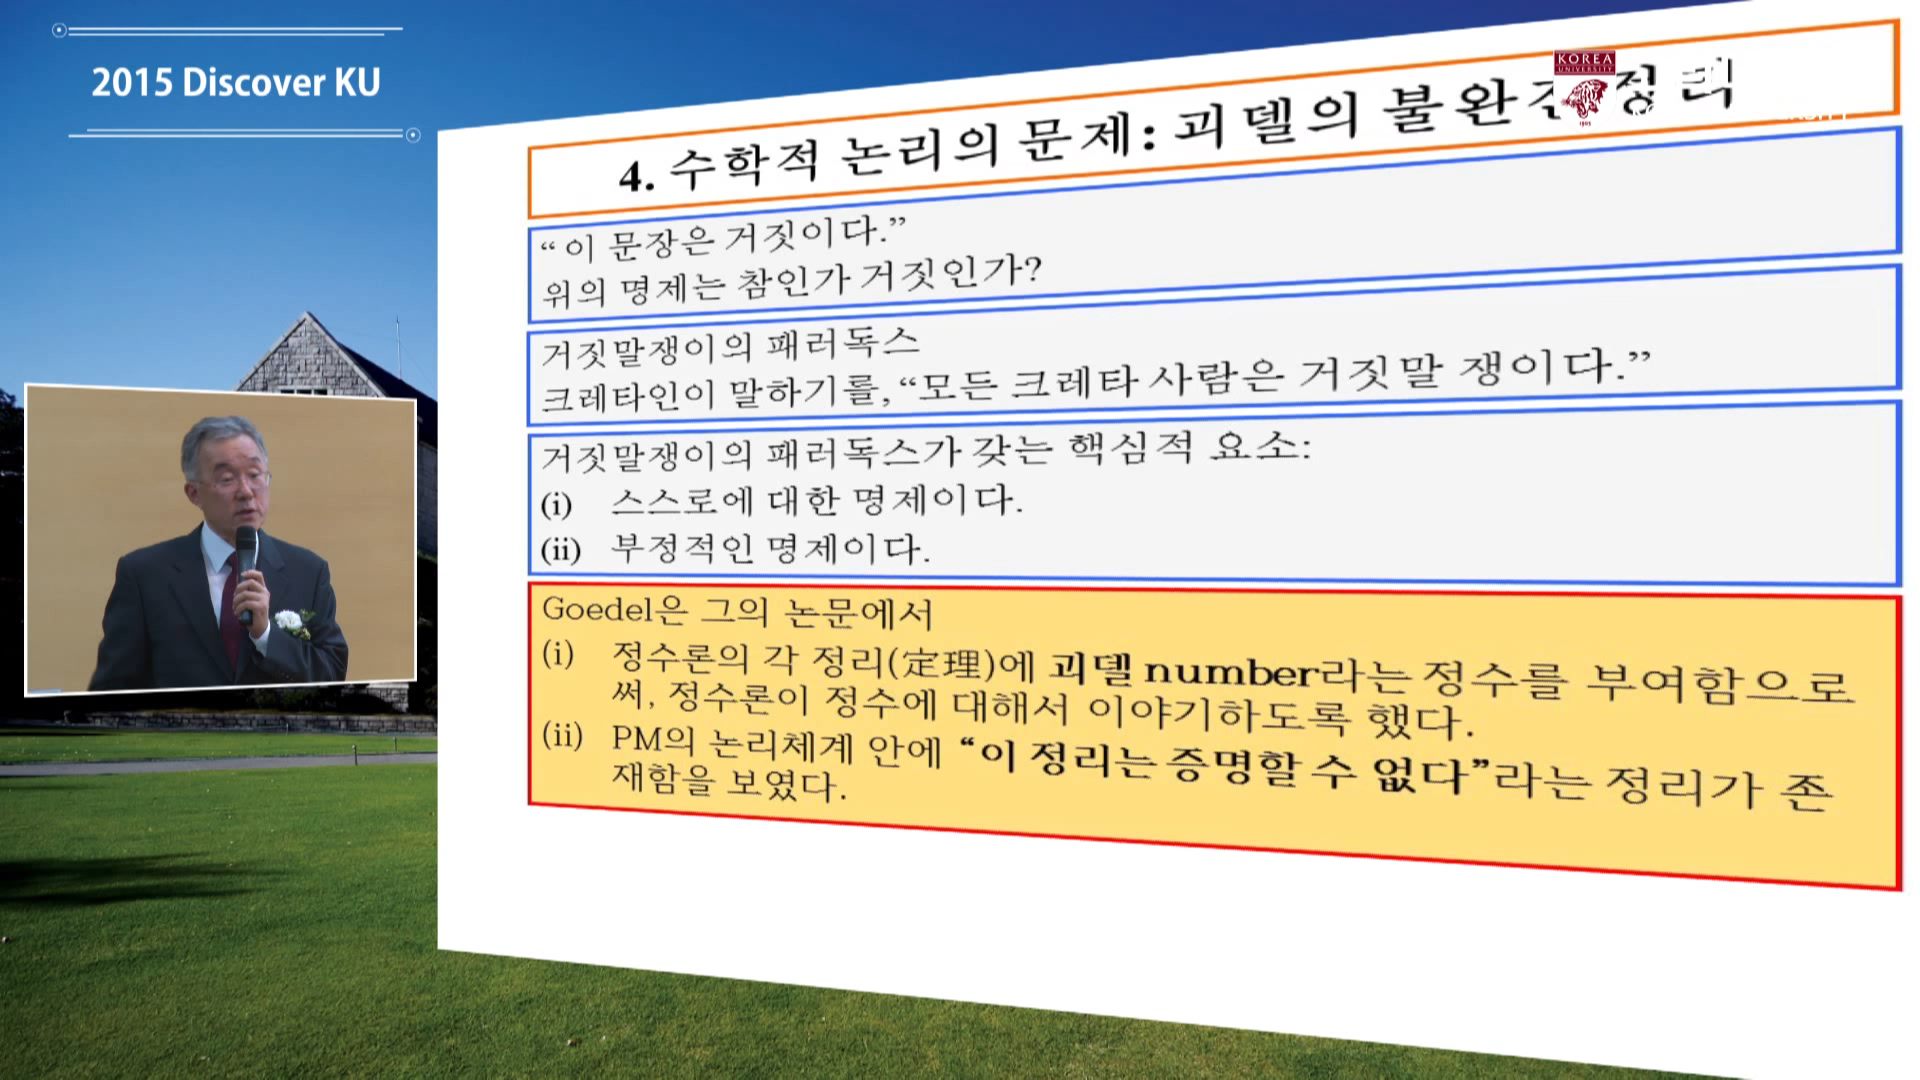 2015 Discover KU
KOREA
UNIVERSITY
4. 수학적 논리의 문제: 괴델의 불완전정리
“이 문장은 거짓이다.”
위의 명제는 참인가 거짓인가?
거짓말쟁이의 패러독스
크레타인이 말하기를, “모든 크레타 사람은 거짓말 쟁이다.”
거짓말쟁이의 패러독스가 갖는 핵심적 요소:
(i) 스스로에 대한 명제이다.
(ii) 부정적인 명제이다.
Goedel은 그의 논문에서
(i) 정수론의 각 정리(定理)에 괴델 number라는 정수를 부여함으로
써, 정수론이 정수에 대해서 이야기하도록 했다.
(ii) PM의 논리체계 안에 “이 정리는 증명할 수 없다”라는 정리가 존
재함을 보였다.